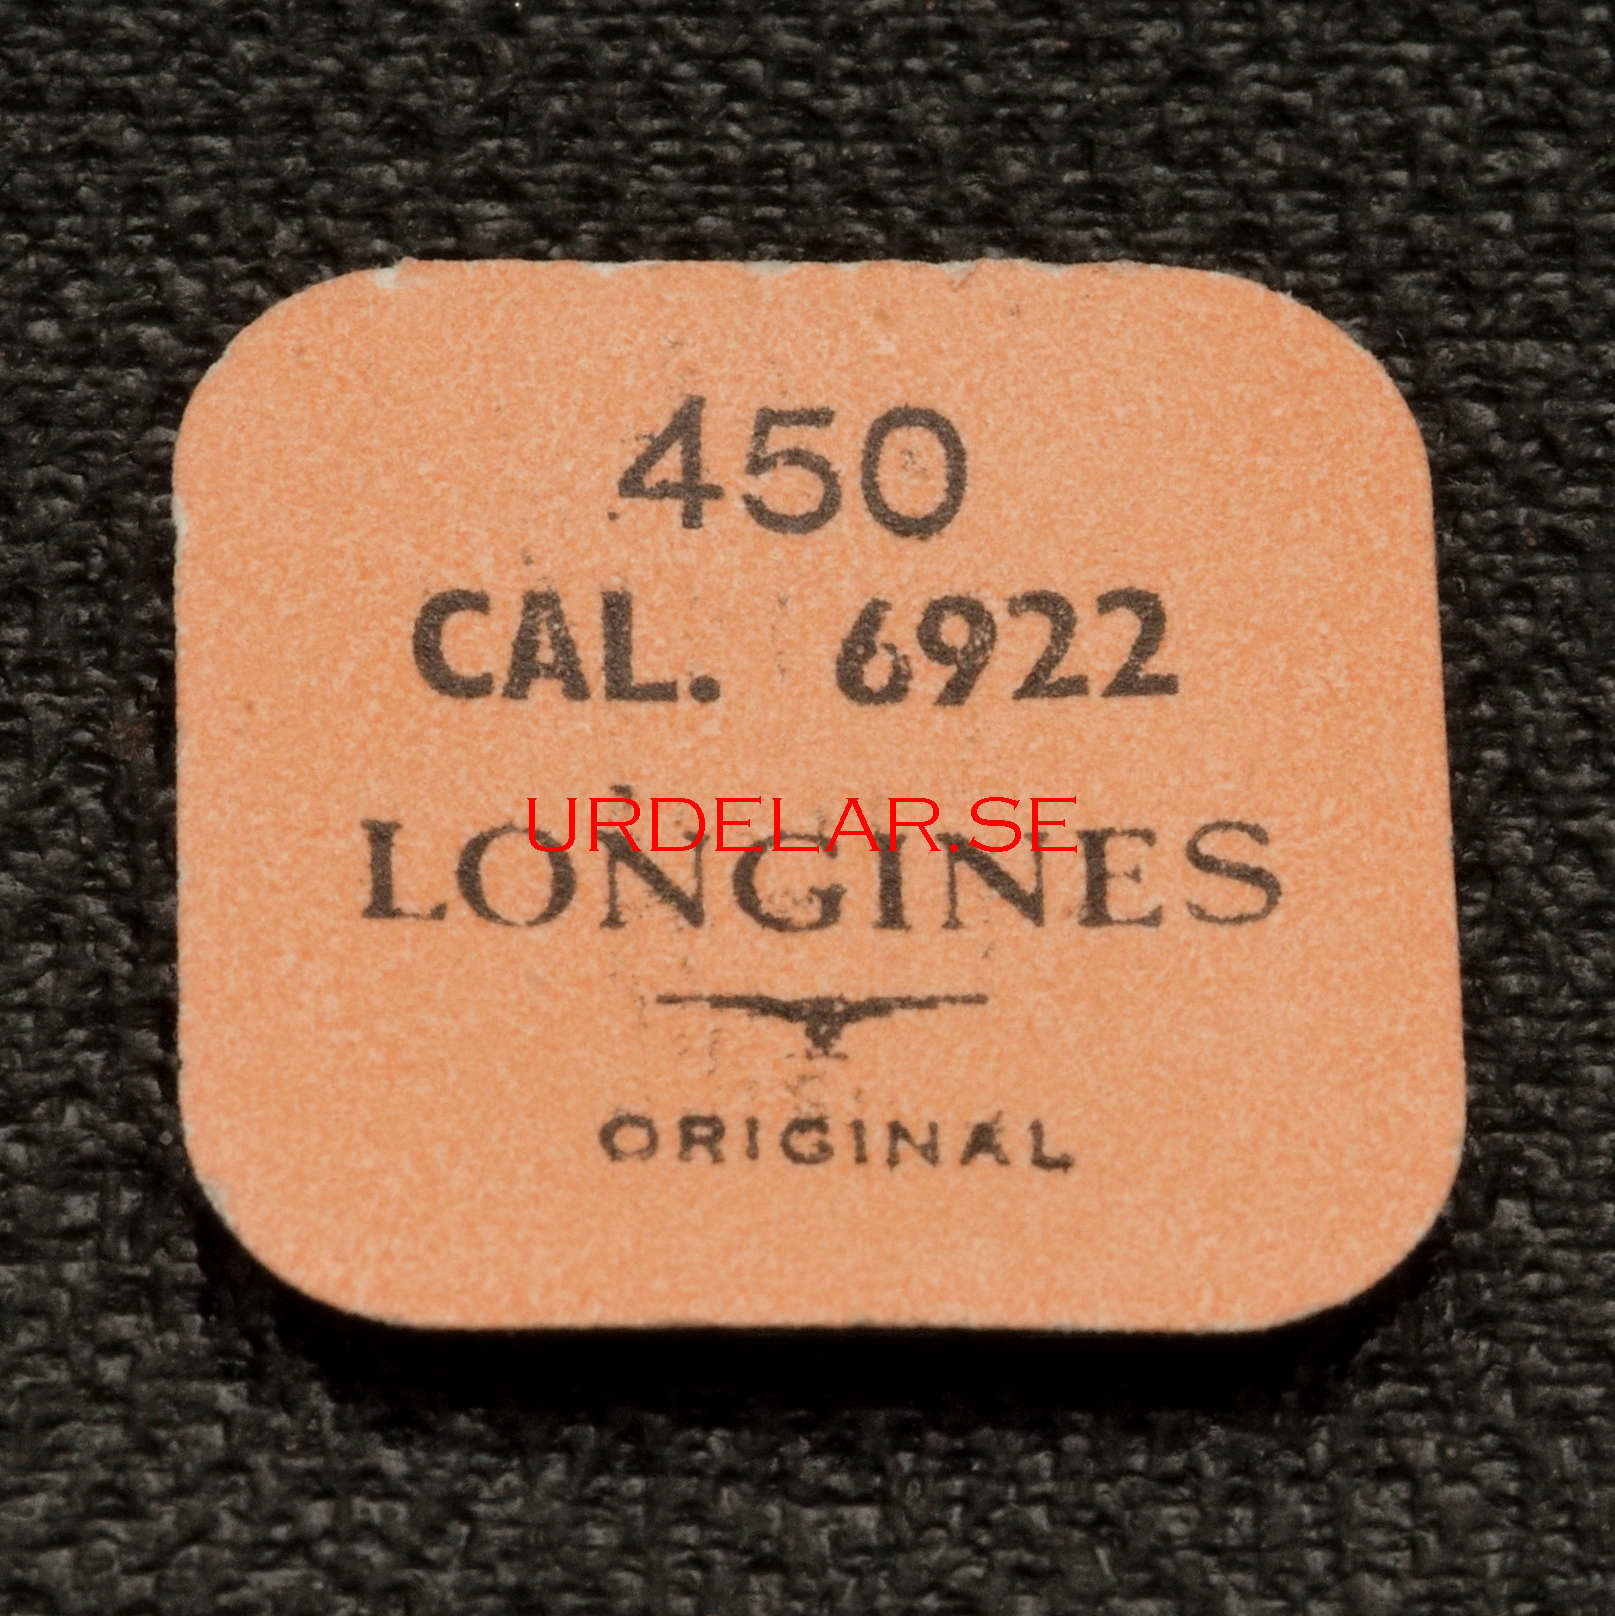 450
CAL. 6922
URDELAR.SE
LONGINES
ORIGINAL